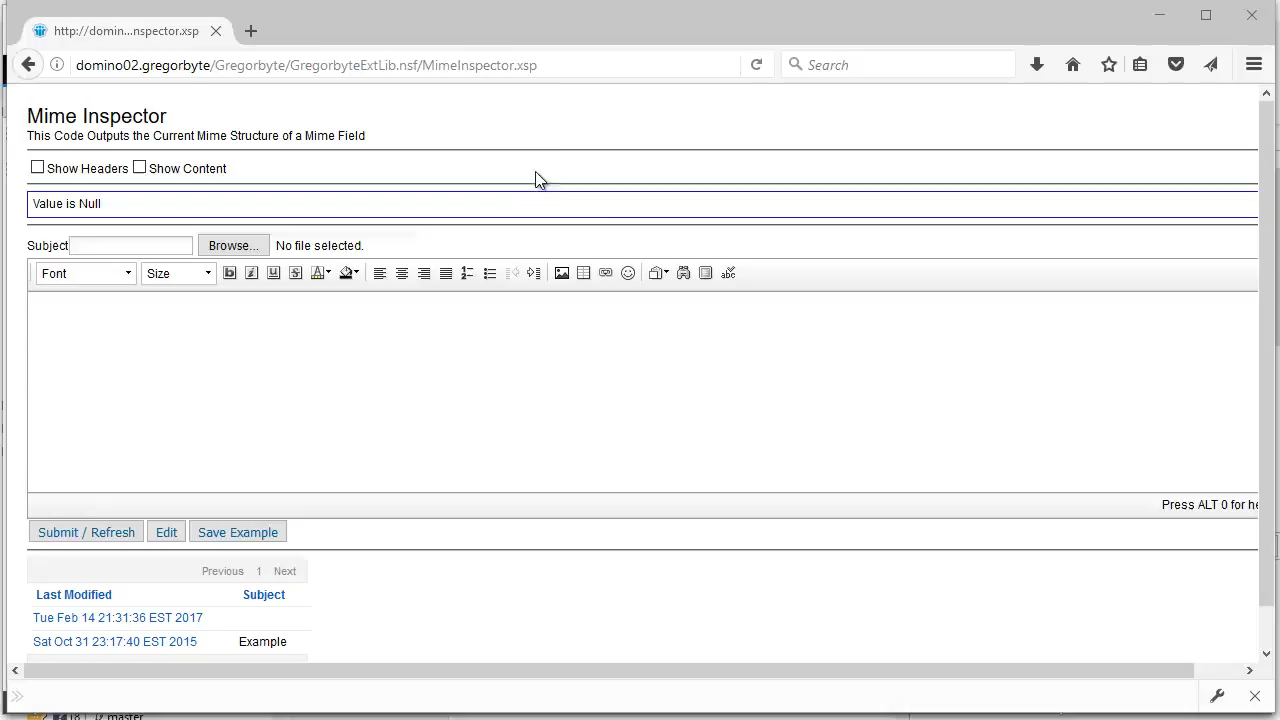 http://domin...nspector.xsp
domino02.gregorbyte/Gregorbyte/GregorbyteExtLib.nsf/MimeInspector.xsp
Search
Mime Inspector
This Code Outputs the Current Mime Structure of a Mime Field
Show Headers Show Content
Value is Null
Subject Browse... No file selected.
Font Size
Press ALT 0 for he
Submit / Refresh Edit Save Example
Previous 1 Next
Last Modified Subject
Tue Feb 14 21:31:36 EST 2017
Sat Oct 31 23:17:40 EST 2015 Example
master